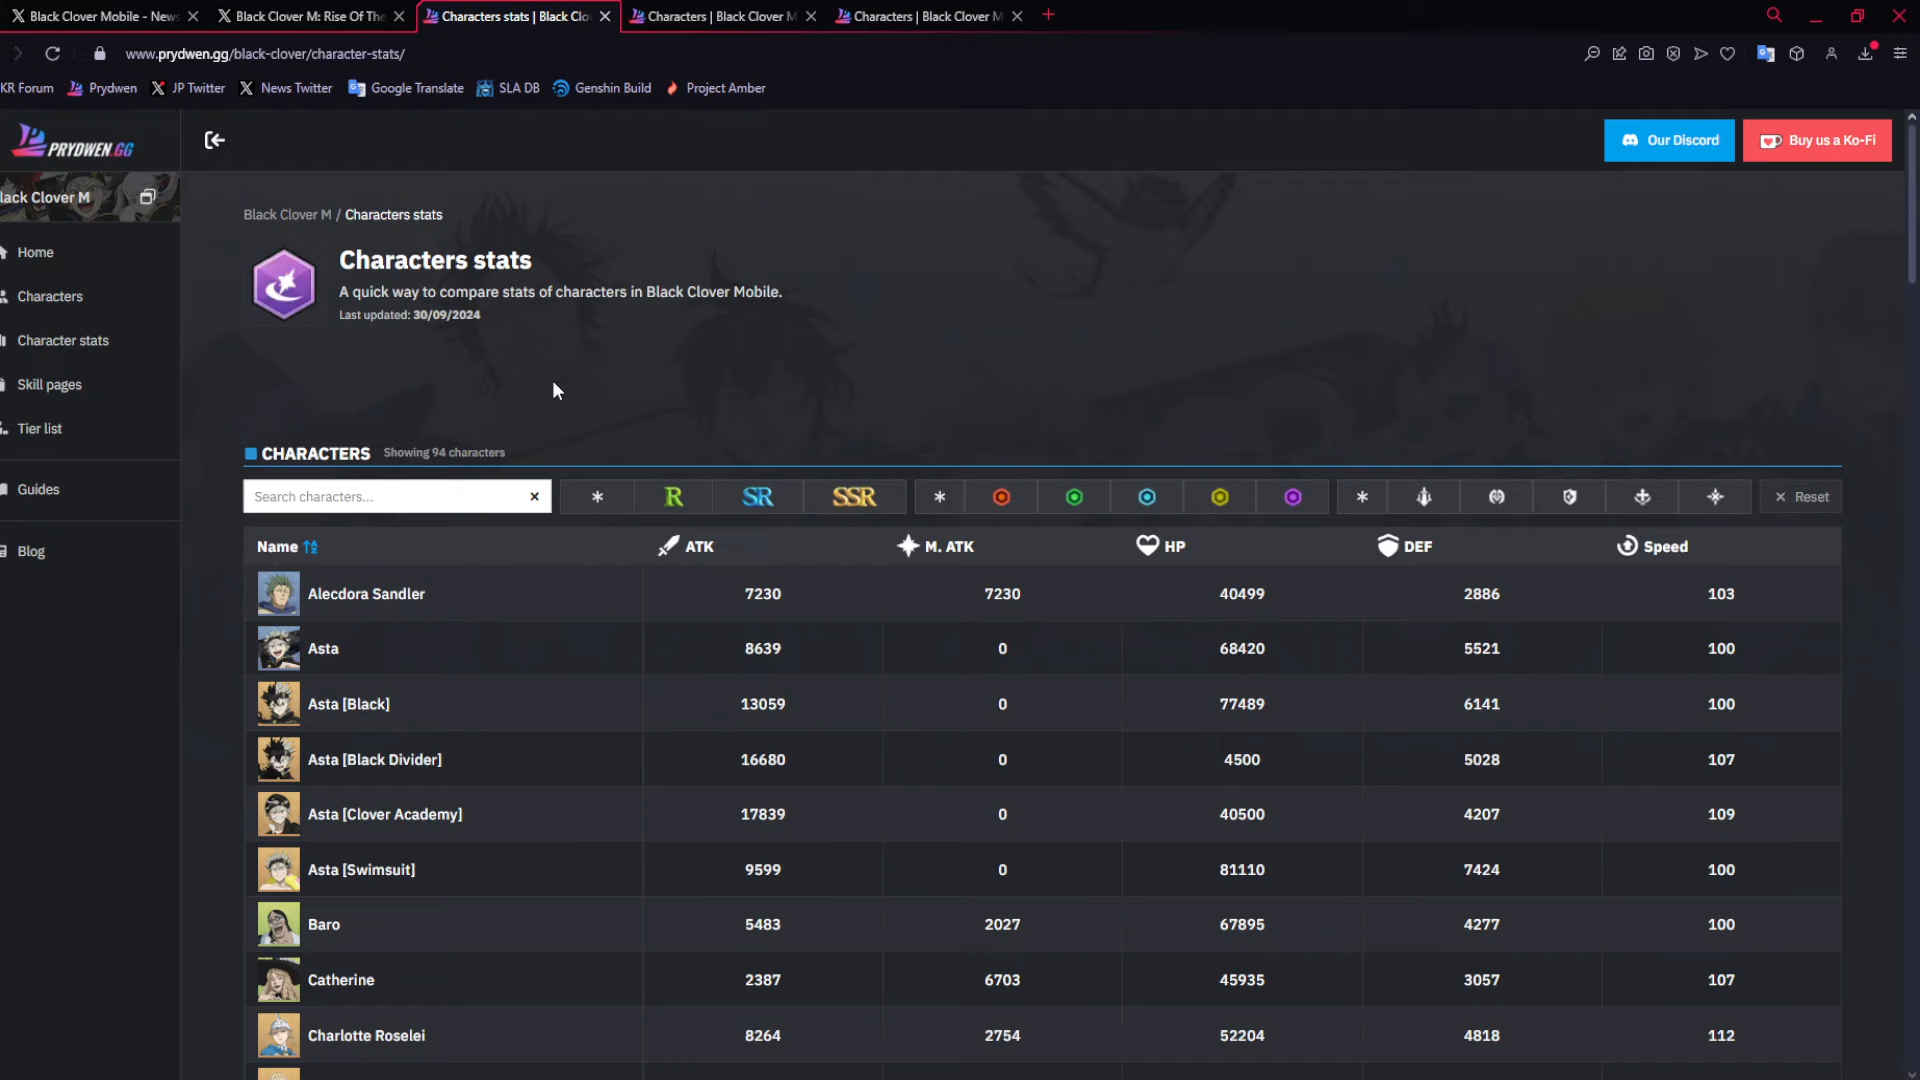 Black Clover Mobile - News
Black Clover M: Rise Of The
Characters stats | Black Clo
Characters | Black Clover M
Characters | Black Clover M
www.prydwen.gg/black-clover/character-stats/
KR Forum
Prydwen
JP Twitter
News Twitter
Google Translate
SLA DB
Genshin Build
Project Amber
PRYDWEN.GG
Our Discord
Buy us a Ko-Fi
lack Clover M
Home
Characters
Character stats
Skill pages
Tier list
Guides
Blog
Black Clover M / Characters stats
Characters stats
A quick way to compare stats of characters in Black Clover Mobile.
Last updated: 30/09/2024
CHARACTERS Showing 94 characters
Search characters... × * R SR SSR * * × Reset
Name ATK M. ATK HP DEF Speed
Alecdora Sandler 7230 7230 40499 2886 103
Asta 8639 0 68420 5521 100
Asta [Black] 13059 0 77489 6141 100
Asta [Black Divider] 16680 0 4500 5028 107
Asta [Clover Academy] 17839 0 40500 4207 109
Asta [Swimsuit] 9599 0 81110 7424 100
Baro 5483 2027 67895 4277 100
Catherine 2387 6703 45935 3057 107
Charlotte Roselei 8264 2754 52204 4818 112